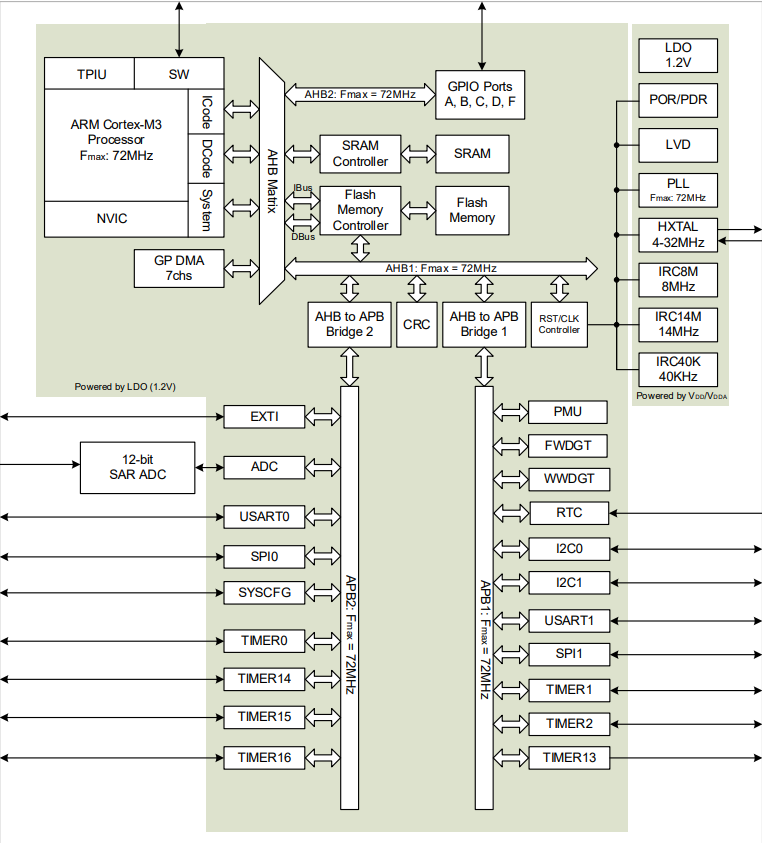 TPIU
SW
ARM Cortex-M3
Processor
Fmax: 72MHz
ICode
DCode
System
NVIC
GP DMA
7chs
AHB Matrix
AHB2: Fmax = 72MHz
GPIO Ports
A, B, C, D, F
SRAM
Controller
SRAM
IBus
DBus
Flash
Memory
Controller
Flash
Memory
AHB1: Fmax = 72MHz
AHB to APB
Bridge 2
CRC
AHB to APB
Bridge 1
RST/CLK
Controller
LDO
1.2V
POR/PDR
LVD
PLL
Fmax: 72MHz
HXTAL
4-32MHz
IRC8M
8MHz
IRC14M
14MHz
IRC40K
40KHz
Powered by LDO (1.2V)
Powered by VDD/VDDA
EXTI
12-bit
SAR ADC
ADC
USART0
SPI0
SYSCFG
TIMER0
TIMER14
TIMER15
TIMER16
APB2: Fmax = 72MHz
APB1: Fmax = 72MHz
PMU
FWDGT
WWDGT
RTC
I2C0
I2C1
USART1
SPI1
TIMER1
TIMER2
TIMER13